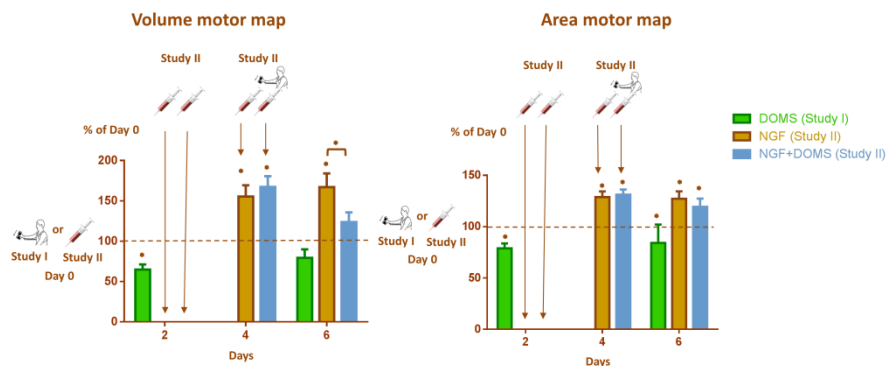 Volume motor map
Study II
Study II
% of Day 0
200
150
100
50
0
or
Study I
Study II
Day 0
2
4
6
Days
Area motor map
Study II
Study II
% of Day 0
150
100
50
0
or
Study I
Study II
Day 0
2
4
6
Days
DOMS (Study I)
NGF (Study II)
NGF+DOMS (Study II)